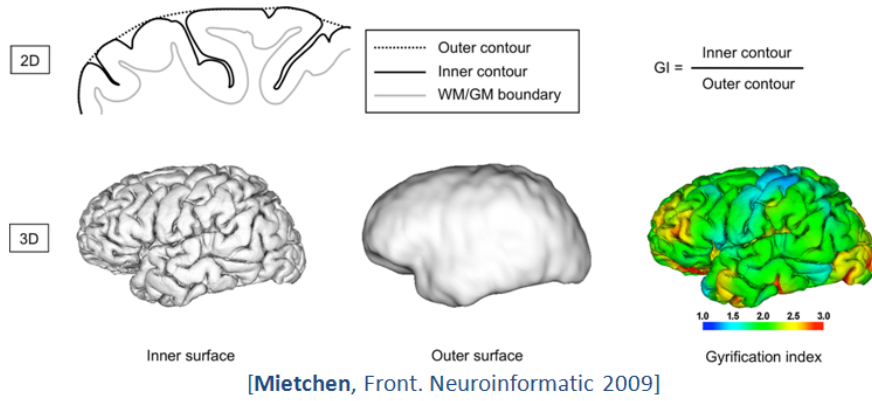 2D
Outer contour
Inner contour
WM/GM boundary
GI = Inner contour
Outer contour
3D
1.0 1.5 2.0 2.5 3.0
Inner surface
Outer surface
Gyrification index
[Mietchen, Front. Neuroinformatic 2009]